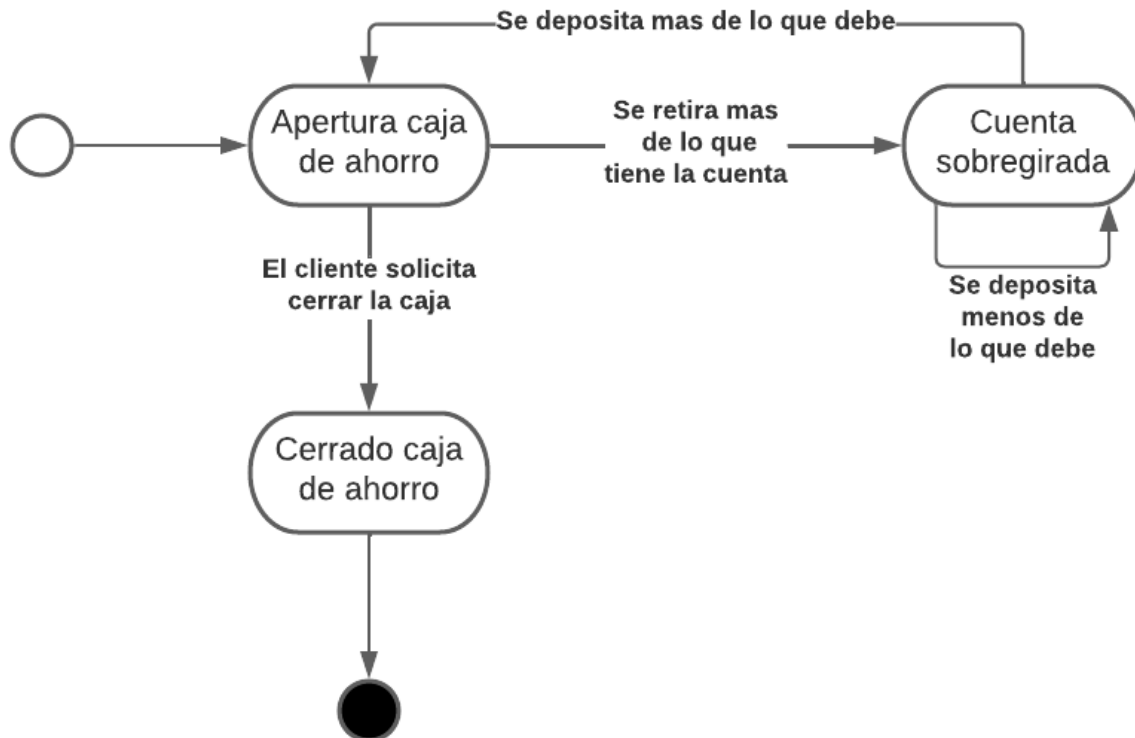 Se deposita mas de lo que debe
Apertura caja
de ahorro
Se retira mas
de lo que
tiene la cuenta
Cuenta
sobregirada
El cliente solicita
cerrar la caja
Se deposita
menos de
lo que debe
Cerrado caja
de ahorro